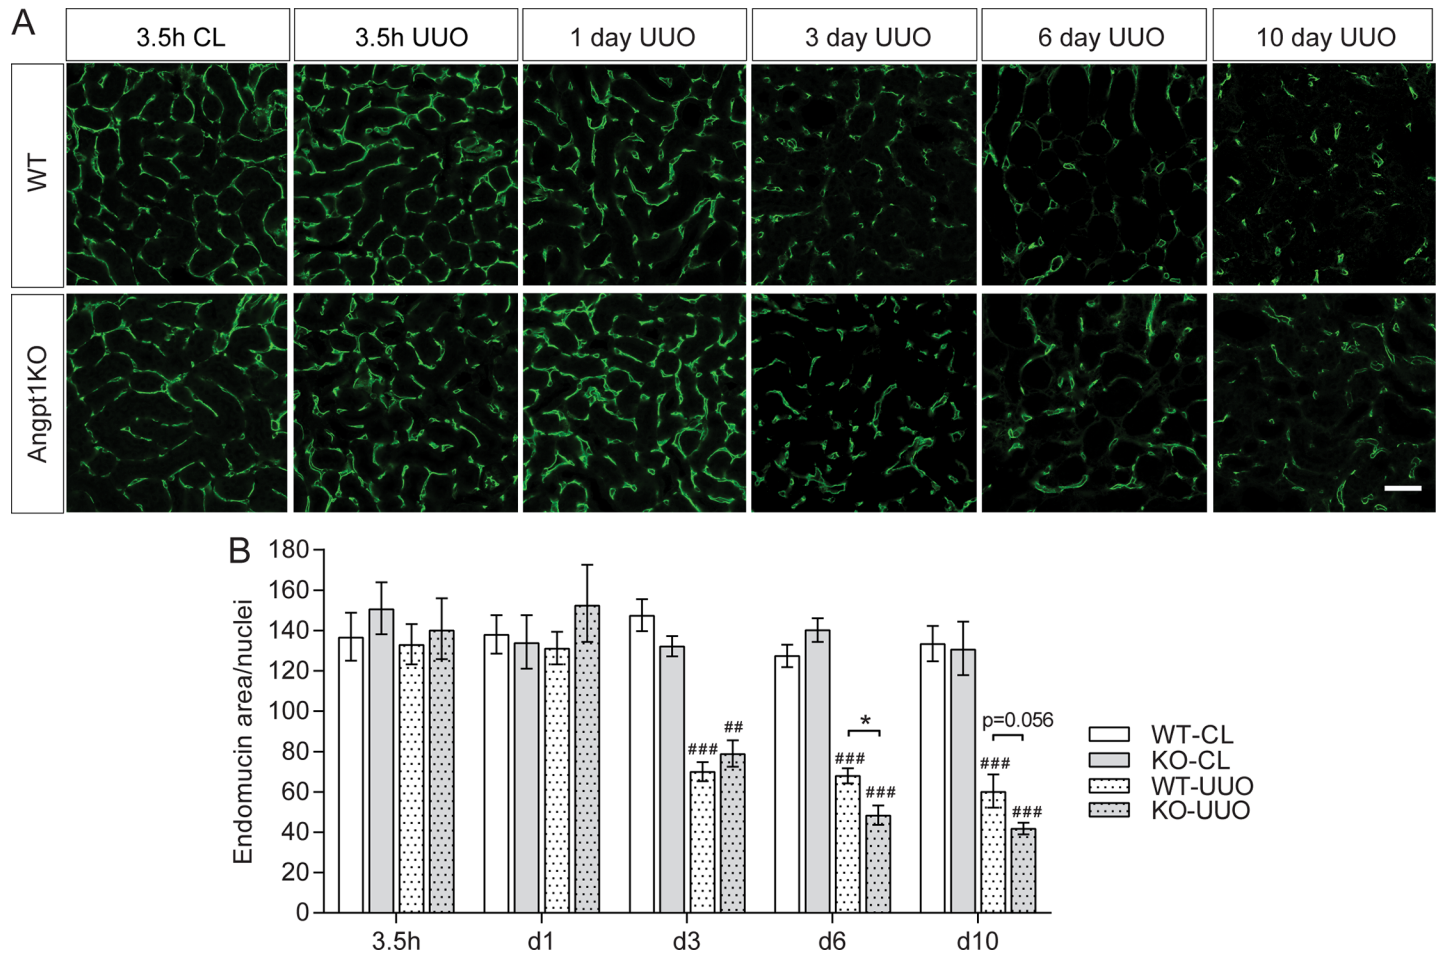 A
3.5h CL 3.5h UUO 1 day UUO 3 day UUO 6 day UUO 10 day UUO
WT
Angpt1KO
B
Endomucin area/nuclei
180
160
140
120
100
80
60
40
20
0
### ##
*
### ###
p=0.056
### ###
3.5h d1 d3 d6 d10
WT-CL
KO-CL
WT-UUO
KO-UUO